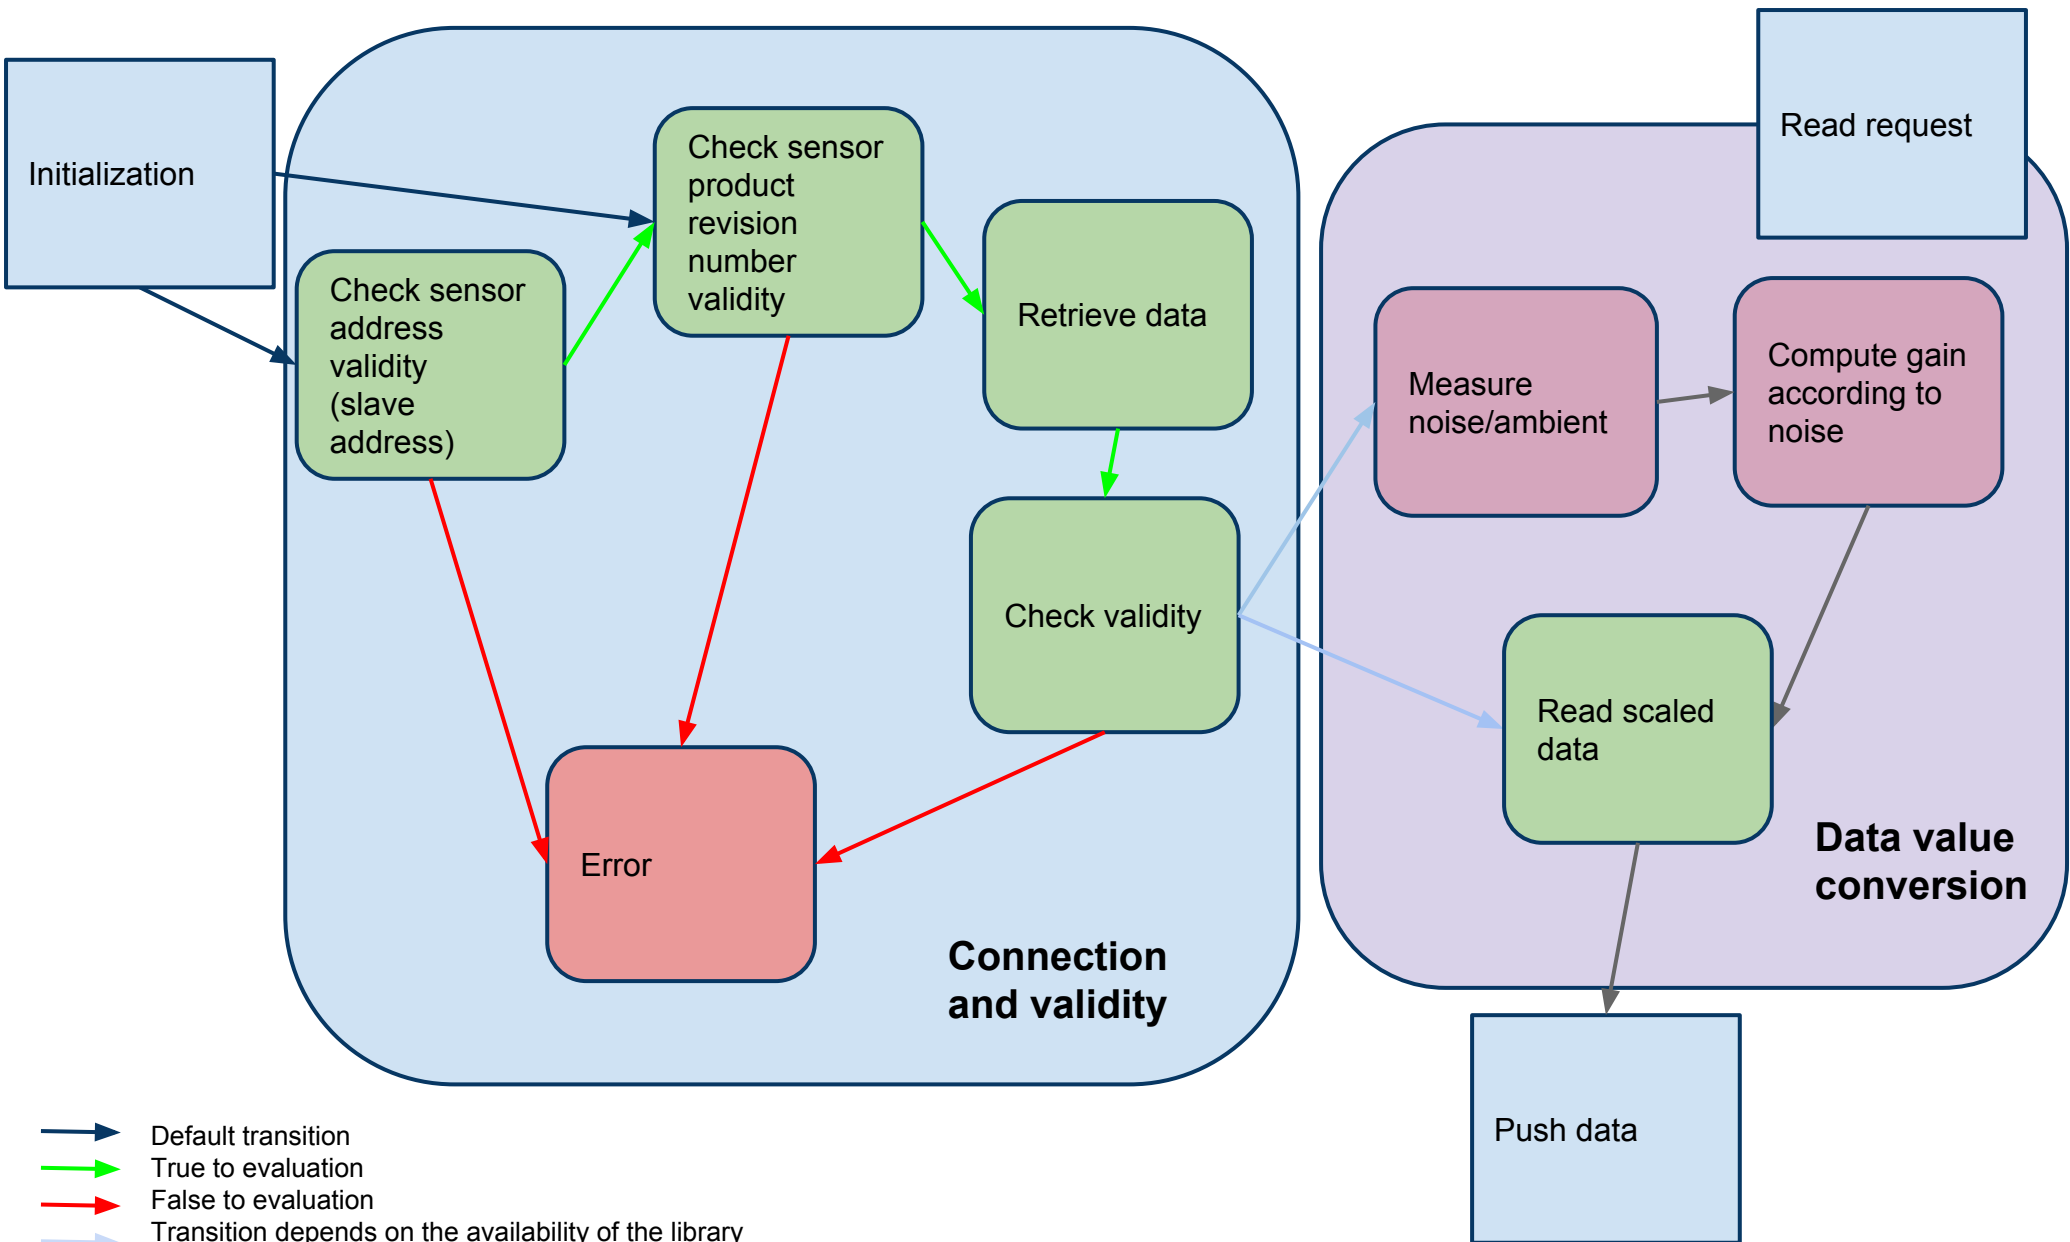 Initialization
Check sensor
address
validity
(slave
address)
Check sensor
product
revision
number
validity
Retrieve data
Check validity
Error
Connection
and validity
Read request
Measure
noise/ambient
Compute gain
according to
noise
Read scaled
data
Data value
conversion
Push data
Default transition
True to evaluation
False to evaluation
Transition depends on the availability of the library